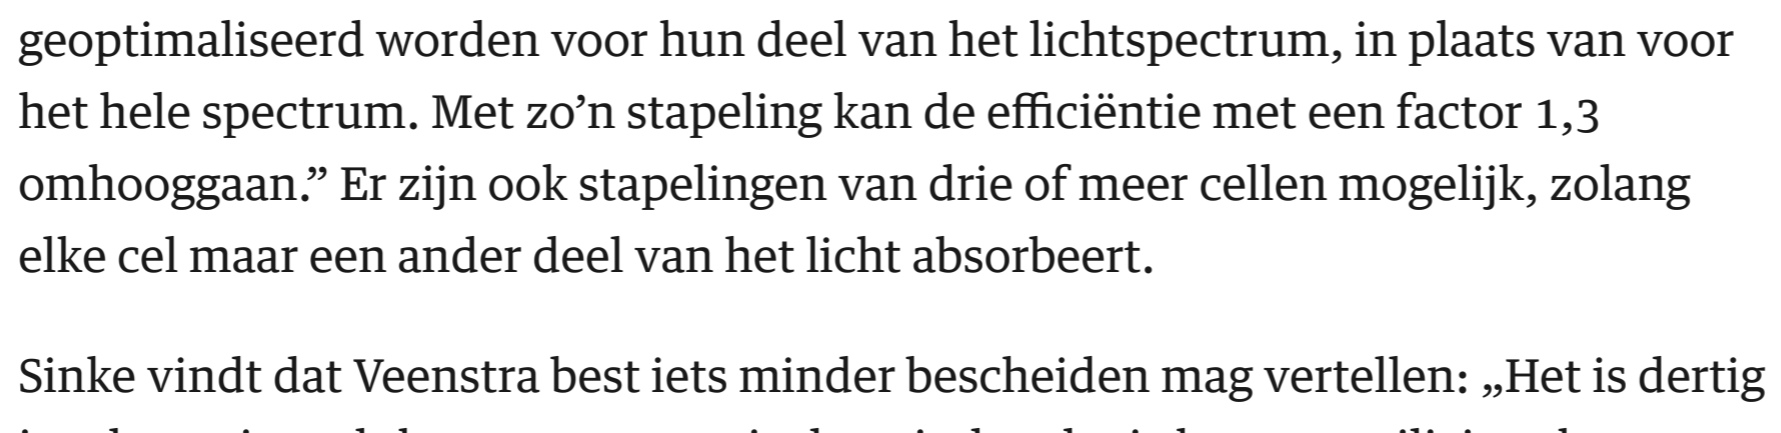 geoptimaliseerd worden voor hun deel van het lichtspectrum, in plaats van voor
het hele spectrum. Met zo’n stapeling kan de efficiëntie met een factor 1,3
omhooggaan.” Er zijn ook stapelingen van drie of meer cellen mogelijk, zolang
elke cel maar een ander deel van het licht absorbeert.
Sinke vindt dat Veenstra best iets minder bescheiden mag vertellen: „Het is dertig